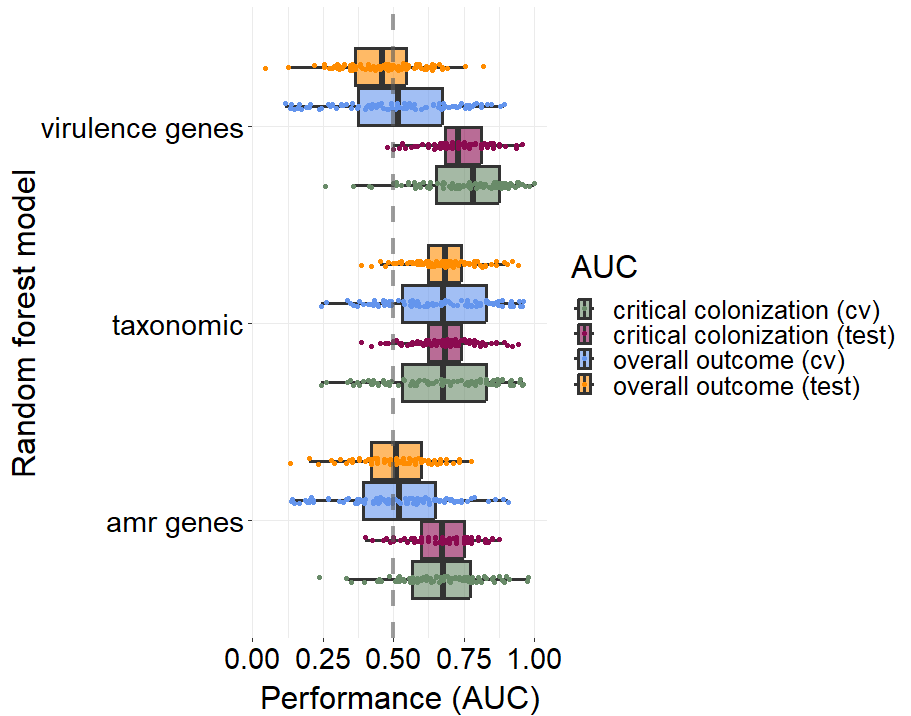 virulence genes
taxonomic
amr genes
Random forest model
0.00 0.25 0.50 0.75 1.00
Performance (AUC)
AUC
critical colonization (cv)
critical colonization (test)
overall outcome (cv)
overall outcome (test)